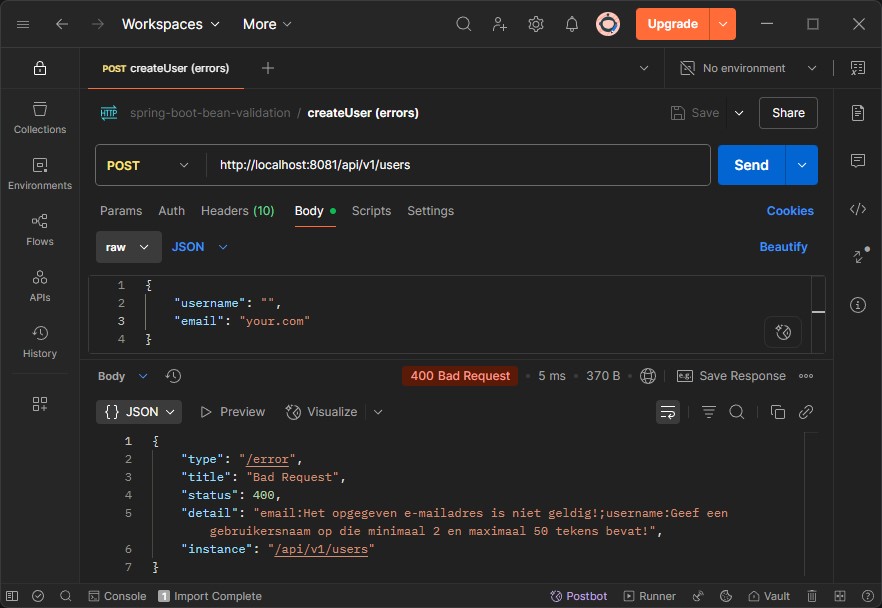 Workspaces More Upgrade
POST createUser (errors) No environment
HTTP spring-boot-bean-validation / createUser (errors) Save Share
POST http://localhost:8081/api/v1/users Send
Params Auth Headers (10) Body Scripts Settings Cookies
raw JSON Beautify
1 {
2 "username": "",
3 "email": "your.com"
4 }
Collections
Environments
Flows
APIs
History
Body 400 Bad Request • 5 ms • 370 B • e.g. Save Response
{} JSON Preview Visualize
1 {
2 "type": "/error",
3 "title": "Bad Request",
4 "status": 400,
5 "detail": "email:Het opgegeven e-mailadres is niet geldig!;username:Geef een
gebruikersnaam op die minimaal 2 en maximaal 50 tekens bevat!",
6 "instance": "/api/v1/users"
7 }
Console 1 Import Complete Postbot Runner Vault